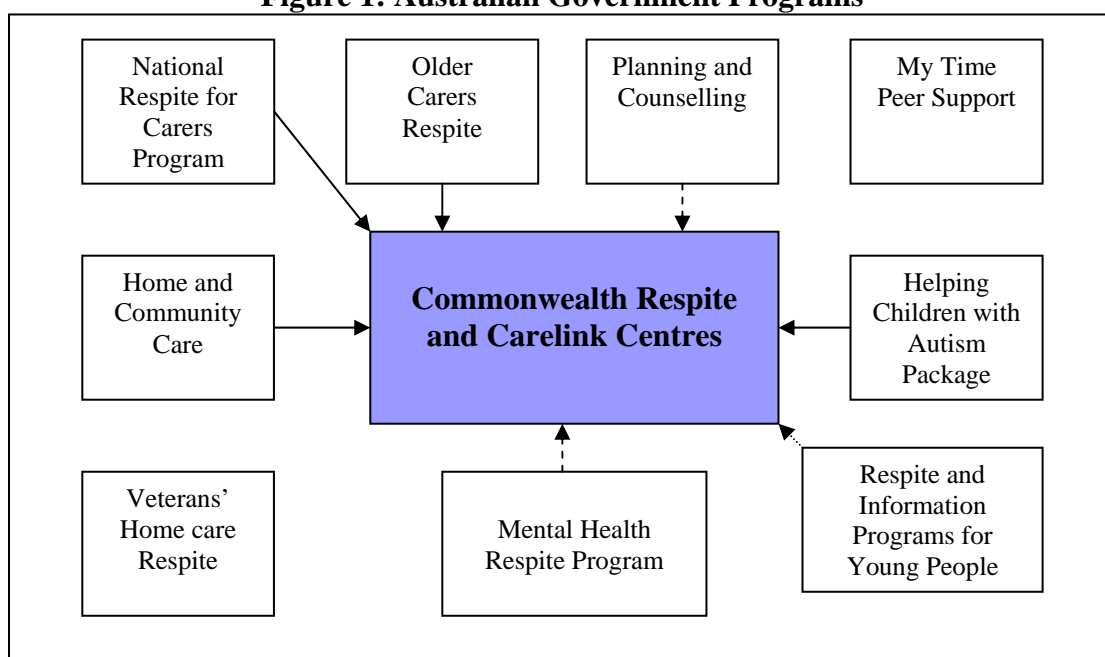 Figure 1: Australian Government Programs
National
Respite for
Carers
Program
Older
Carers
Respite
Planning and
Counselling
My Time
Peer Support
Home and
Community
Care
Commonwealth Respite
and Carelink Centres
Helping
Children with
Autism
Package
Veterans’
Home care
Respite
Mental Health
Respite Program
Respite and
Information
Programs for
Young People